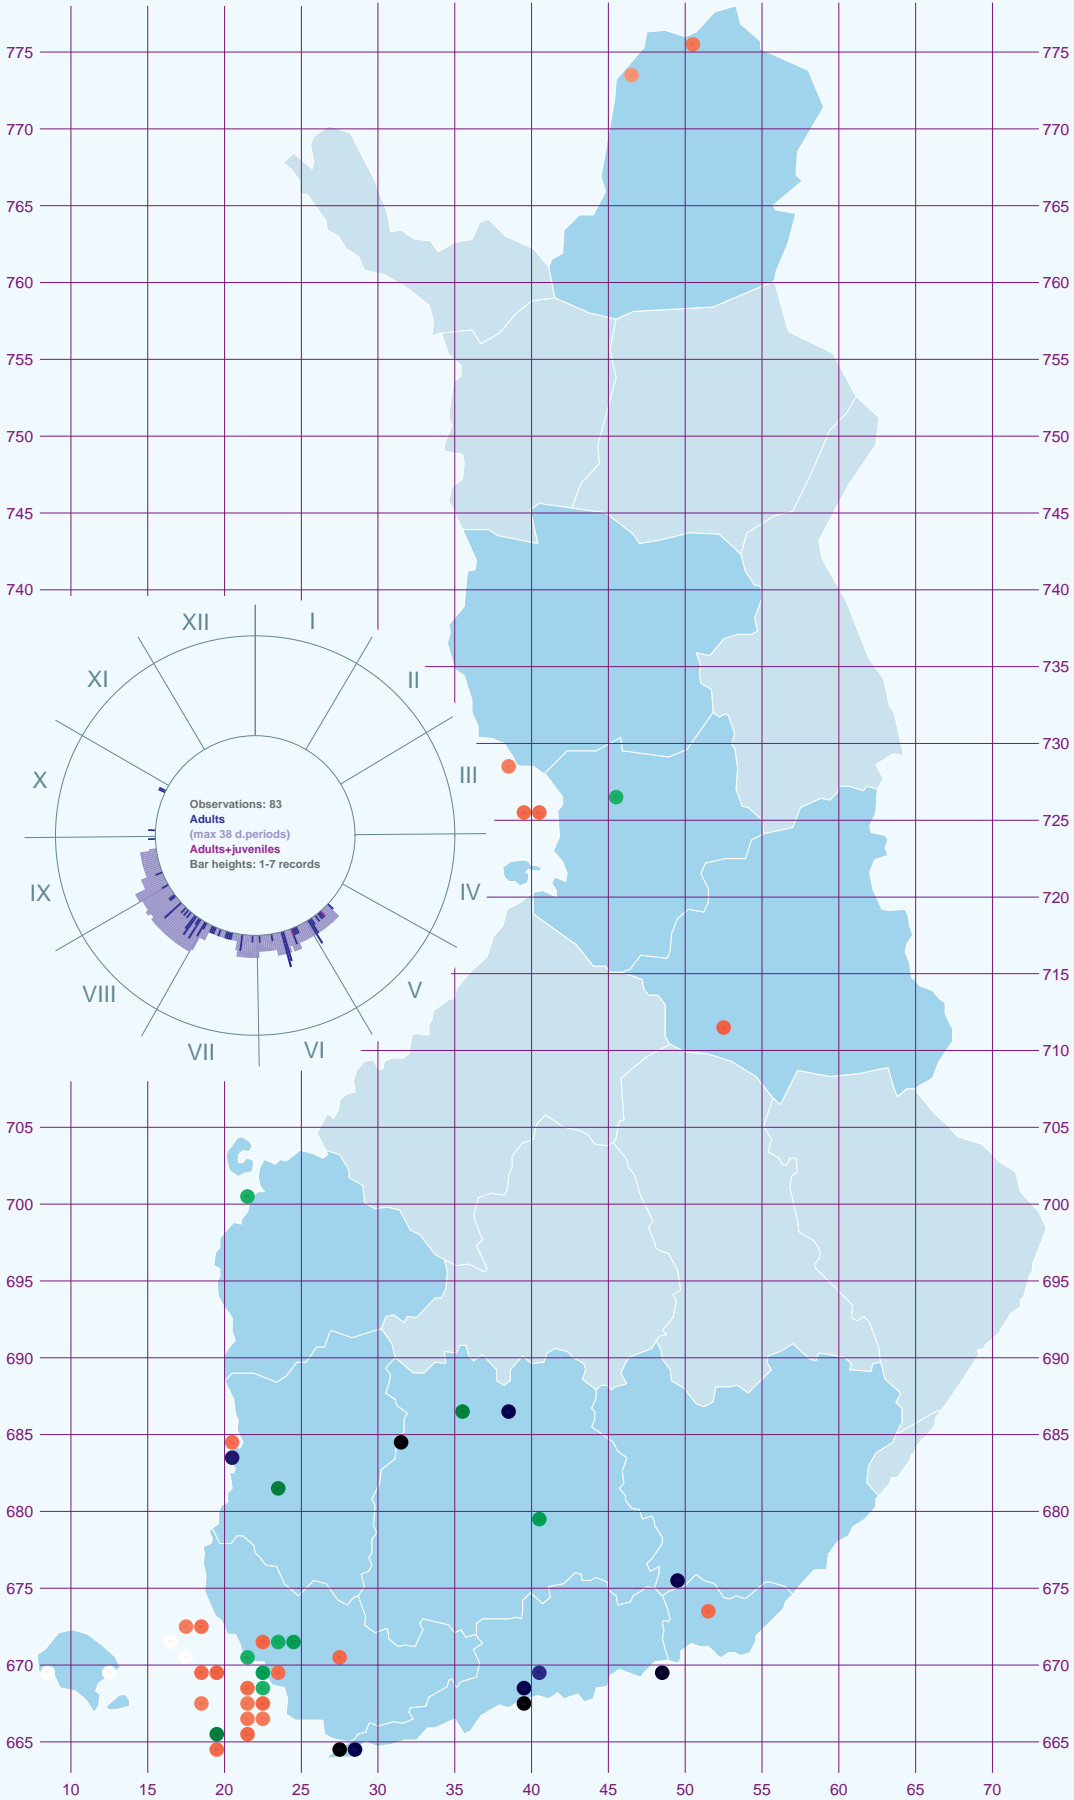 775 775
770 770
765 765
760 760
755 755
750 750
745 745
740 740
XII I
XI II
735
730
X III
Observations: 83
Adults
(max 38 d.periods)
Adults+juveniles
Bar heights: 1-7 records
725
IX IV
720
VIII V
715
VII VI
710
705 705
700 700
695 695
690 690
685 685
680 680
675 675
670 670
665 665
10 15 20 25 30 35 40 45 50 55 60 65 70